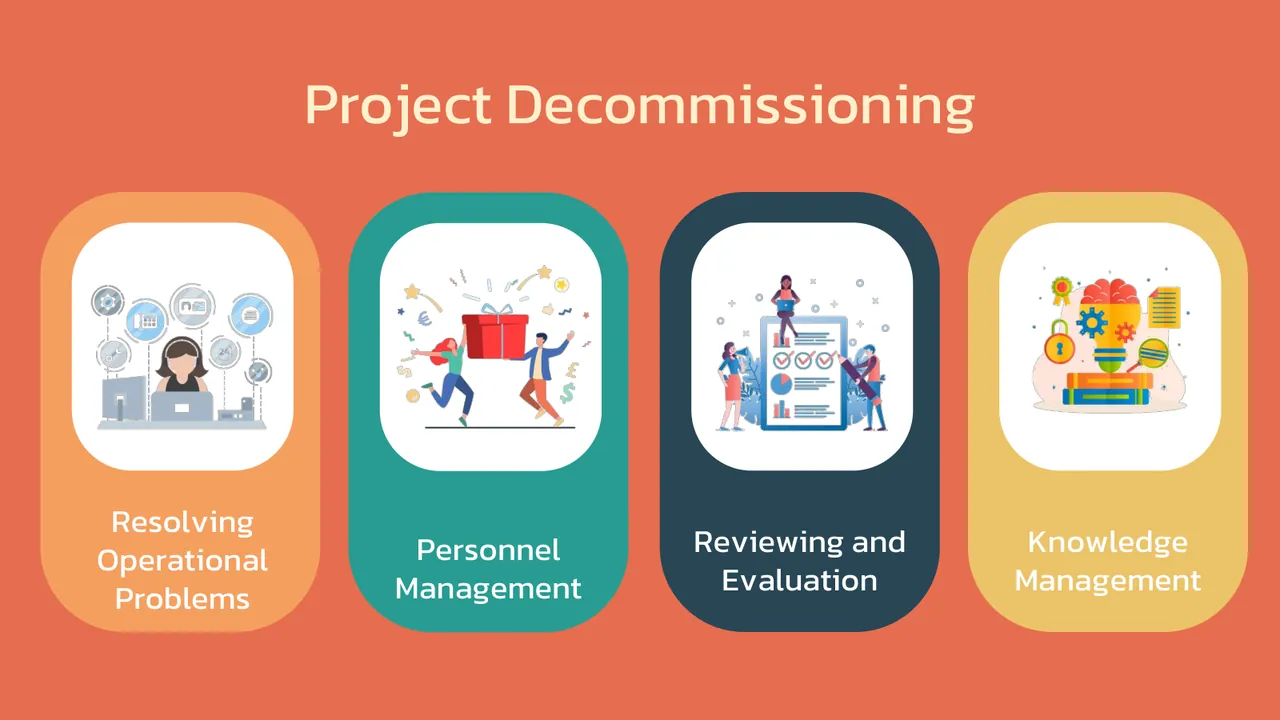 Project Decommissioning
Resolving
Operational
Problems
Personnel
Management
Reviewing and
Evaluation
Knowledge
Management